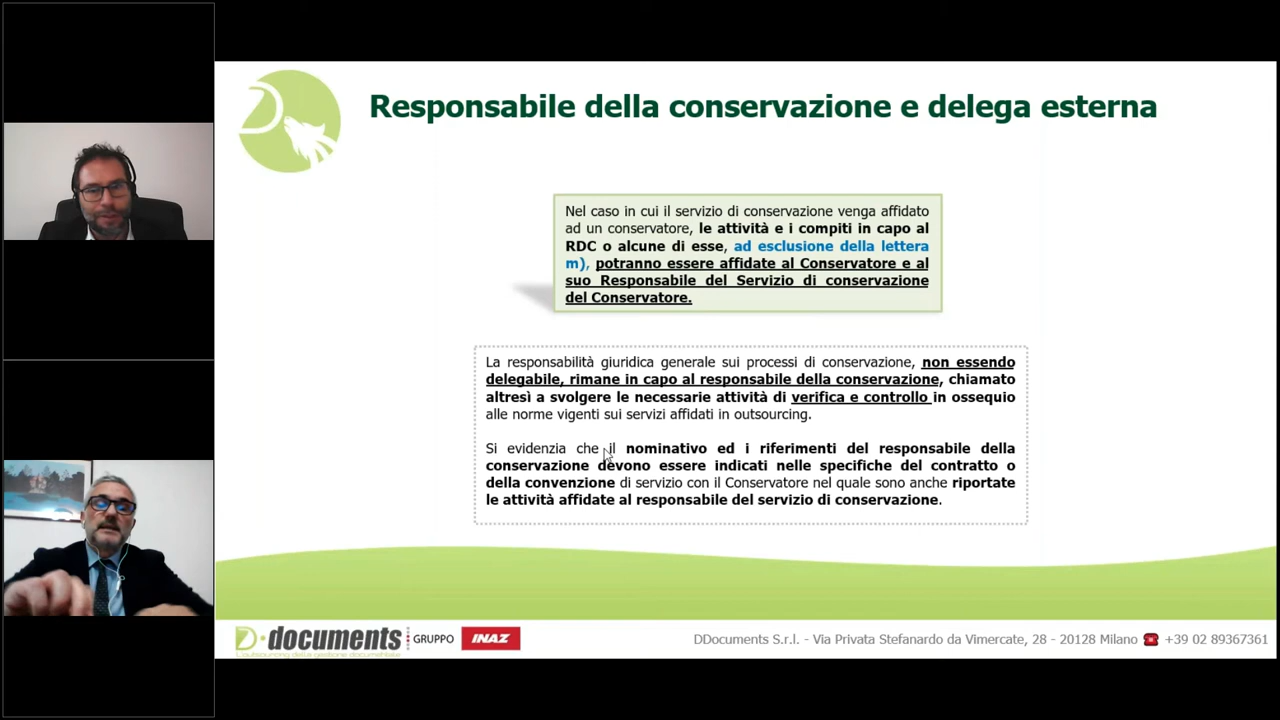 Responsabile della conservazione e delega esterna
Nel caso in cui il servizio di conservazione venga affidato
ad un conservatore, le attività e i compiti in capo al
RDC o alcune di esse, ad esclusione della lettera
m), potranno essere affidate al Conservatore e al
suo Responsabile del Servizio di conservazione
del Conservatore.
La responsabilità giuridica generale sui processi di conservazione, non essendo
delegabile, rimane in capo al responsabile della conservazione, chiamato
altresì a svolgere le necessarie attività di verifica e controllo in ossequio
alle norme vigenti sui servizi affidati in outsourcing.
Si evidenzia che il nominativo ed i riferimenti del responsabile della
conservazione devono essere indicati nelle specifiche del contratto o
della convenzione di servizio con il Conservatore nel quale sono anche riportate
le attività affidate al responsabile del servizio di conservazione.
D·documents GRUPPO INAZ
L'outsourcing della gestione documentale
DDocuments S.r.l. - Via Privata Stefanardo da Vimercate, 28 - 20128 Milano ☎ +39 02 89367361